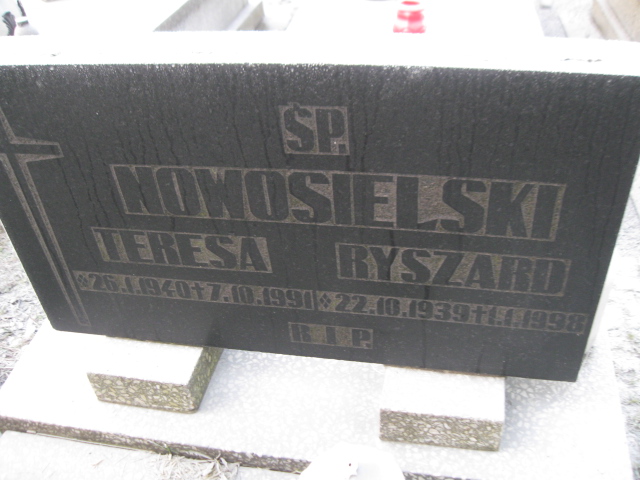 ŚP.
NOWOSIELSKI
TERESA RYSZARD
26.1.1940 † 7.10.1991 22.10.1939 † 1.1.1998
R I P.